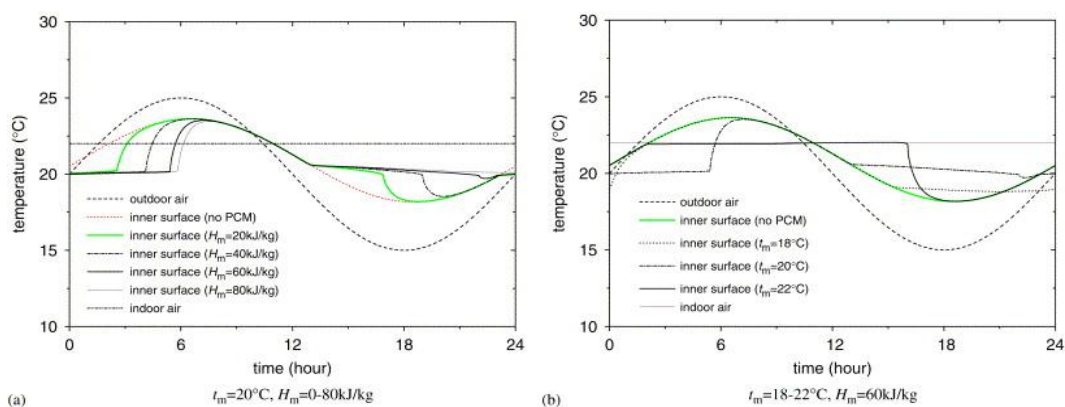 30
25
20
15
10
temperature (°C)
outdoor air
inner surface (no PCM)
inner surface (Hm=20kJ/kg)
inner surface (Hm=40kJ/kg)
inner surface (Hm=60kJ/kg)
inner surface (Hm=80kJ/kg)
indoor air
0 6 12 18 24
time (hour)
(a) tm=20°C, Hm=0-80kJ/kg
30
25
20
15
10
temperature (°C)
outdoor air
inner surface (no PCM)
inner surface (tm=18°C)
inner surface (tm=20°C)
inner surface (tm=22°C)
indoor air
0 6 12 18 24
time (hour)
(b) tm=18-22°C, Hm=60kJ/kg